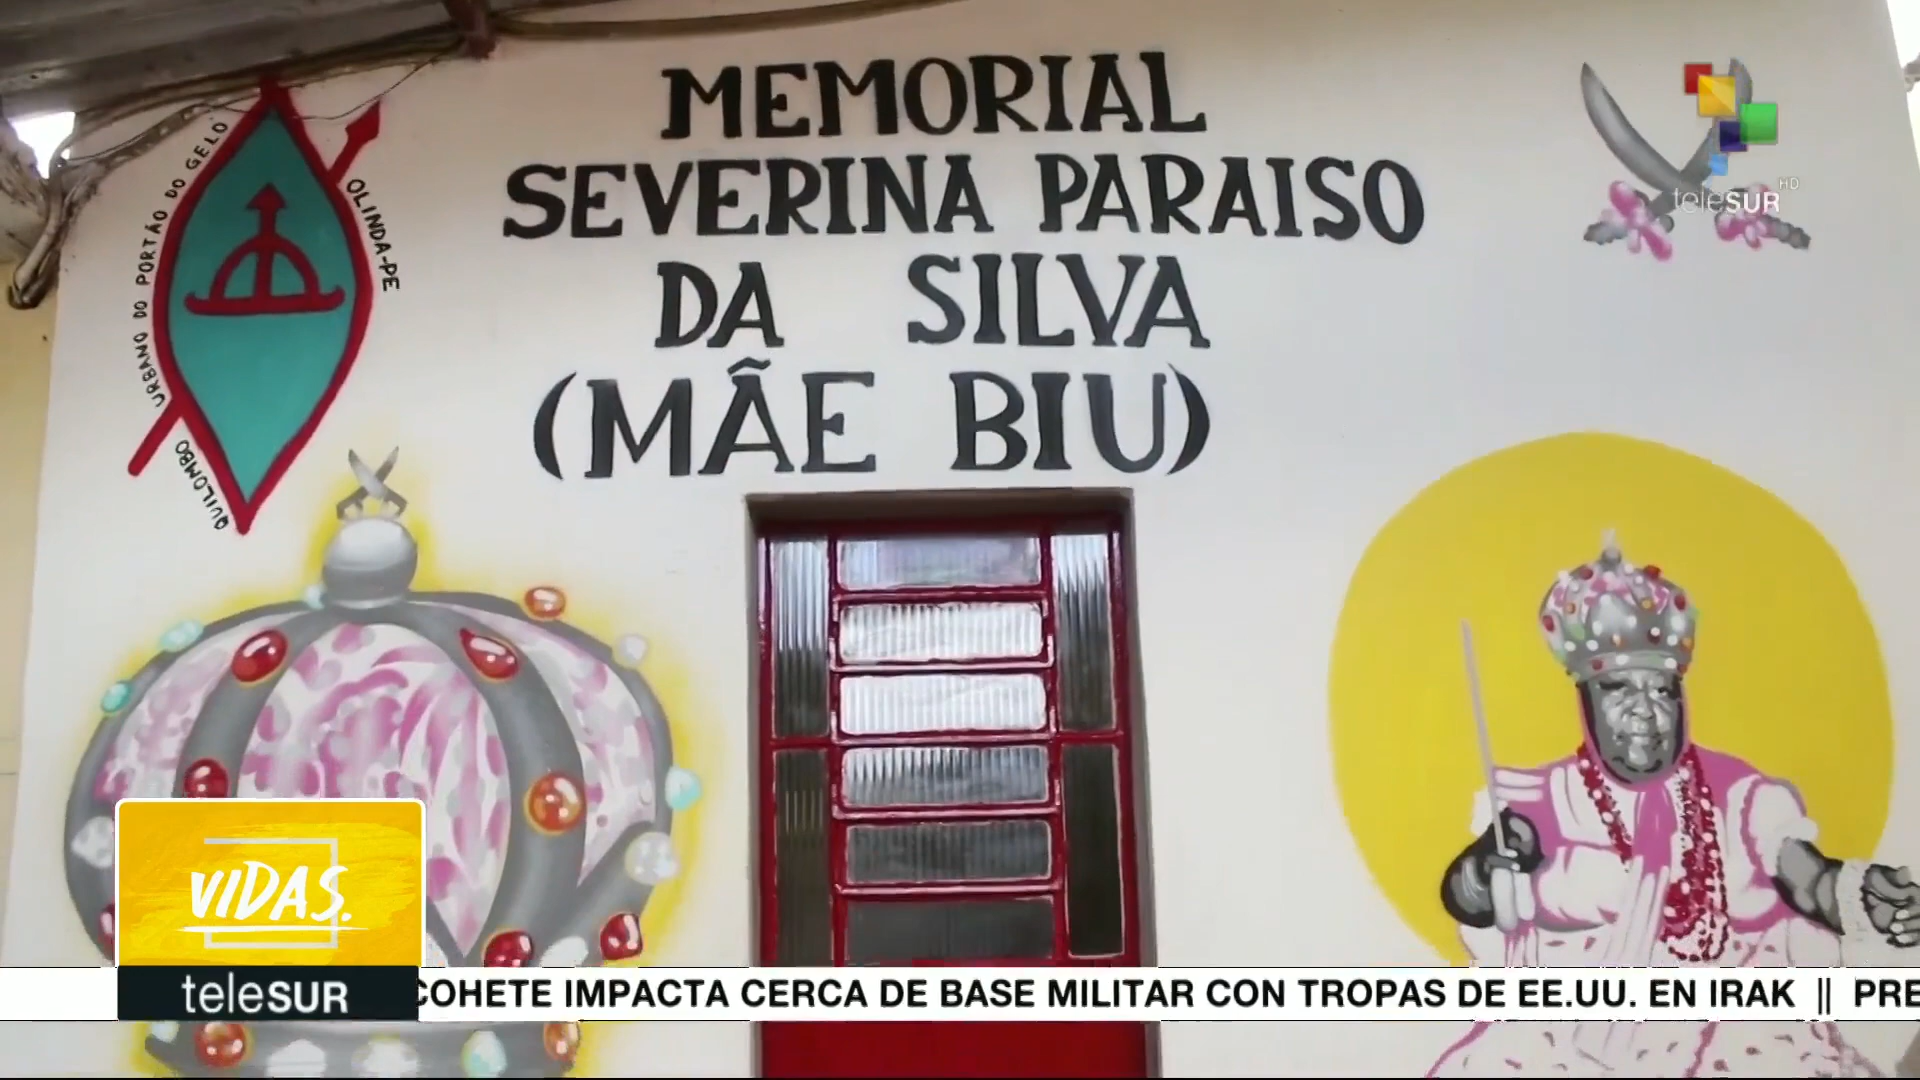 MEMORIAL
SEVERINA PARAISO
DA SILVA
(MÃE BIU)
QUILOMBO URBANO DO PORTÃO DO GELO
OLINDA-PE
teleSUR HD
VIDAS.
teleSUR
COHETE IMPACTA CERCA DE BASE MILITAR CON TROPAS DE EE.UU. EN IRAK || PRE